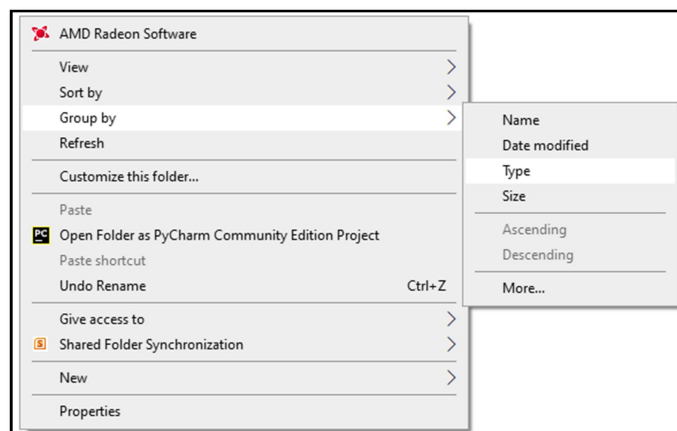 AMD Radeon Software
View
Sort by
Group by
Refresh
Customize this folder...
Paste
PC
Open Folder as PyCharm Community Edition Project
Paste shortcut
Undo Rename Ctrl+Z
Give access to
S
Shared Folder Synchronization
New
Properties
Name
Date modified
Type
Size
Ascending
Descending
More...